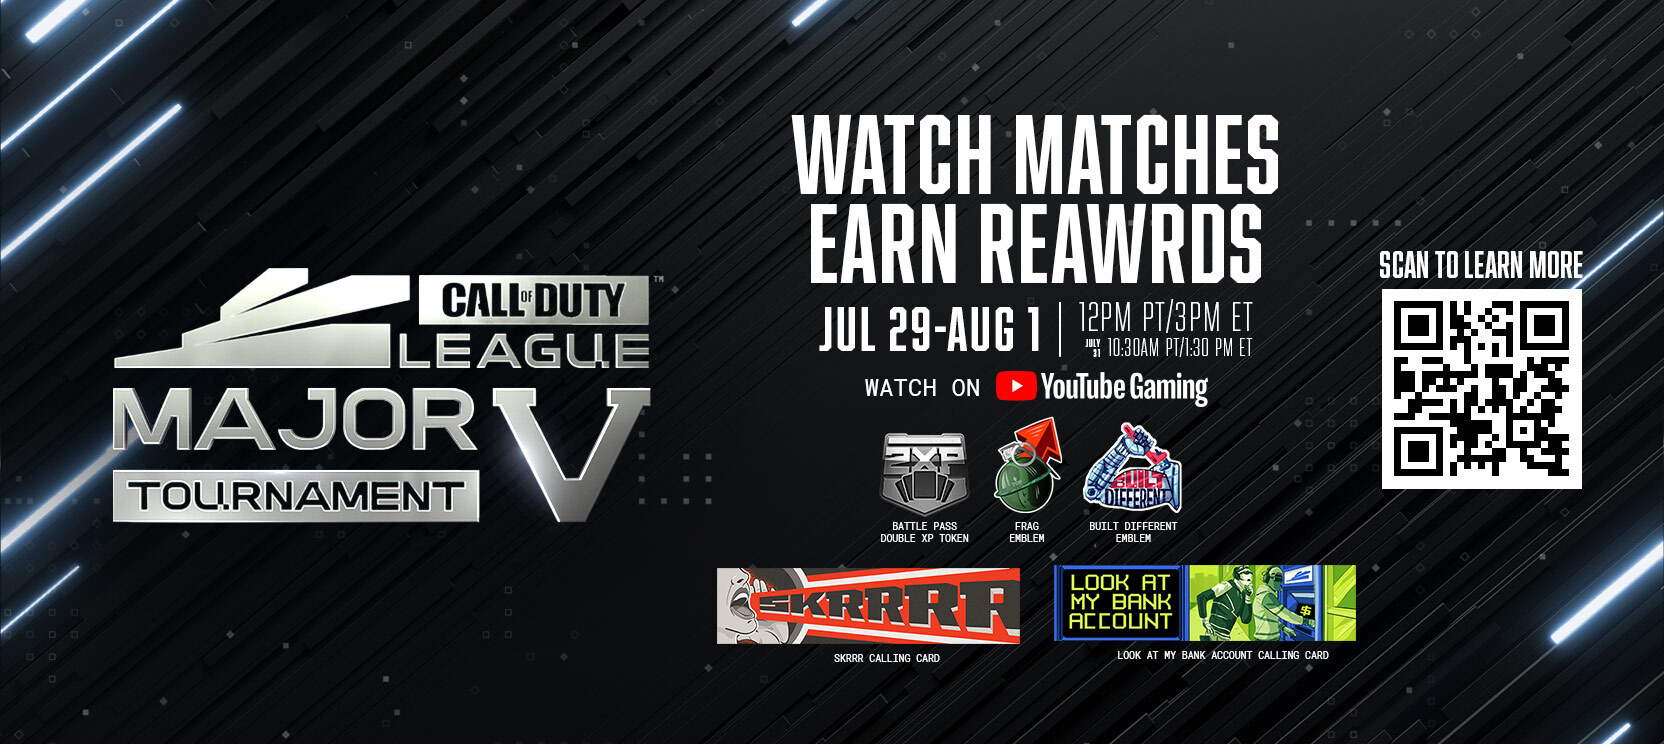 CALL OF DUTY
LEAGUE
MAJOR V
TOURNAMENT
™
WATCH MATCHES
EARN REAWRDS
JUL 29-AUG 1
12PM PT/3PM ET
JULY 31 10:30AM PT/1:30 PM ET
WATCH ON YouTube Gaming
2XP
BUILT
DIFFERENT
BATTLE PASS
DOUBLE XP TOKEN
FRAG
EMBLEM
BUILT DIFFERENT
EMBLEM
SKRRRRR
SKRRR CALLING CARD
LOOK AT
MY BANK
ACCOUNT
$
LOOK AT MY BANK ACCOUNT CALLING CARD
SCAN TO LEARN MORE